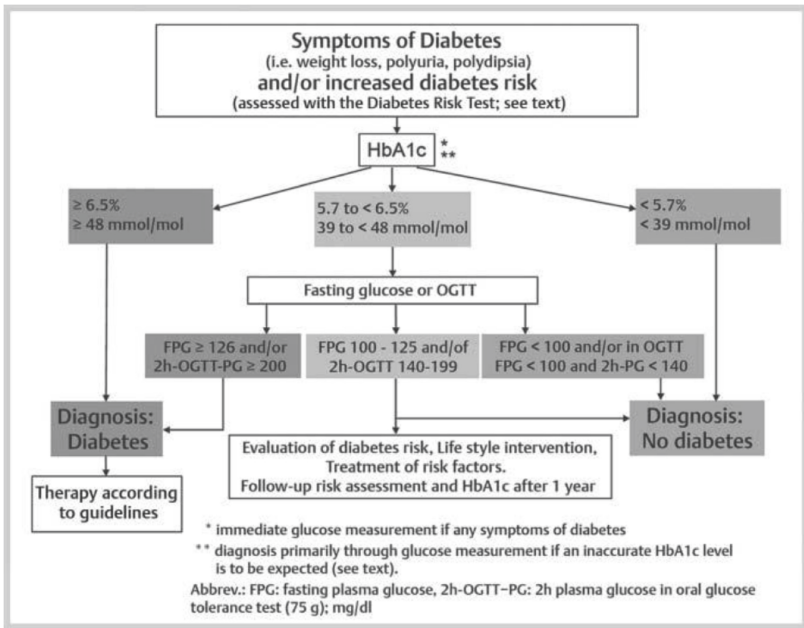 Symptoms of Diabetes
(i.e. weight loss, polyuria, polydipsia)
and/or increased diabetes risk
(assessed with the Diabetes Risk Test; see text)
HbA1c *
**
≥ 6.5%
≥ 48 mmol/mol
5.7 to < 6.5%
39 to < 48 mmol/mol
< 5.7%
< 39 mmol/mol
Fasting glucose or OGTT
FPG ≥ 126 and/or
2h-OGTT-PG ≥ 200
FPG 100 - 125 and/of
2h-OGTT 140-199
FPG < 100 and/or in OGTT
FPG < 100 and 2h-PG < 140
Diagnosis:
Diabetes
Diagnosis:
No diabetes
Evaluation of diabetes risk, Life style intervention,
Treatment of risk factors.
Follow-up risk assessment and HbA1c after 1 year
Therapy according
to guidelines
* immediate glucose measurement if any symptoms of diabetes
** diagnosis primarily through glucose measurement if an inaccurate HbA1c level
is to be expected (see text).
Abbrev.: FPG: fasting plasma glucose, 2h-OGTT–PG: 2h plasma glucose in oral glucose
tolerance test (75 g); mg/dl